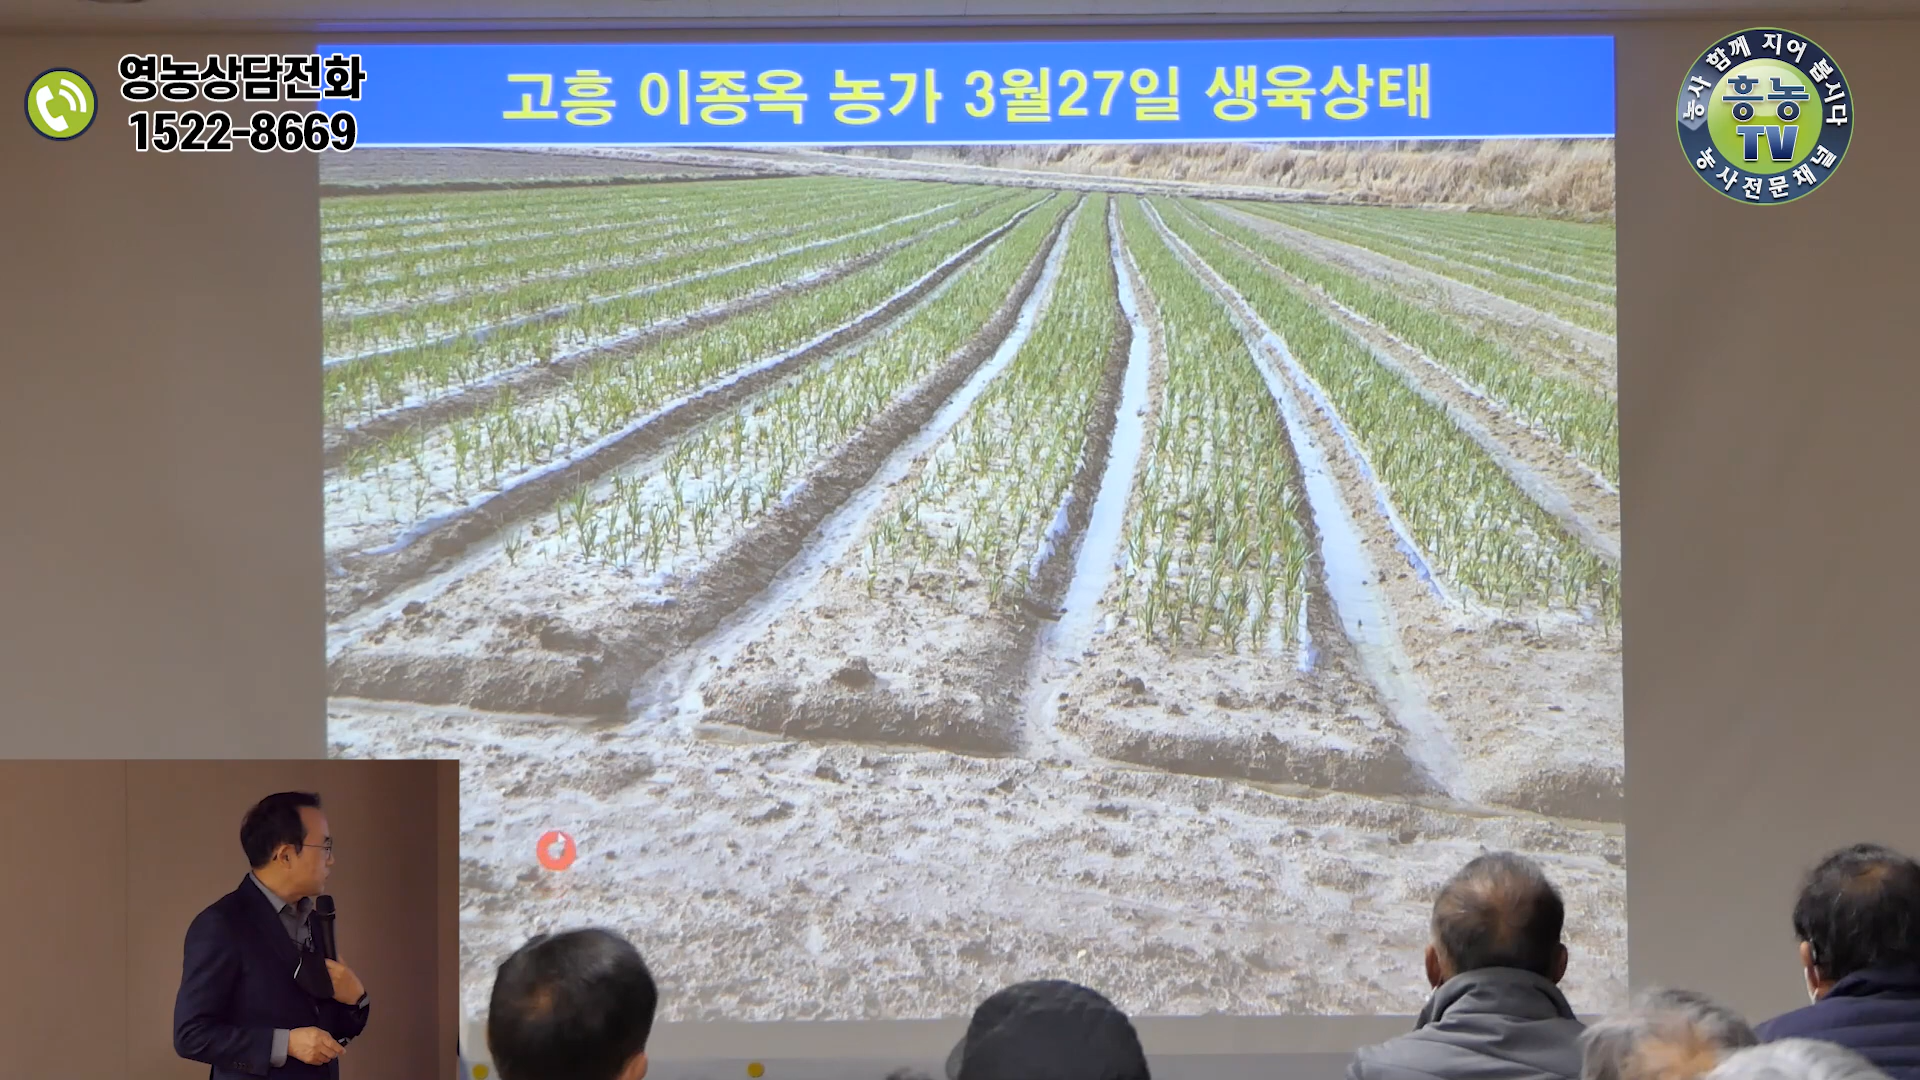 영농상담전화
1522-8669
고흥 이종옥 농가 3월27일 생육상태
농사 함께 지어 봅시다
흥농
TV
농사전문채널